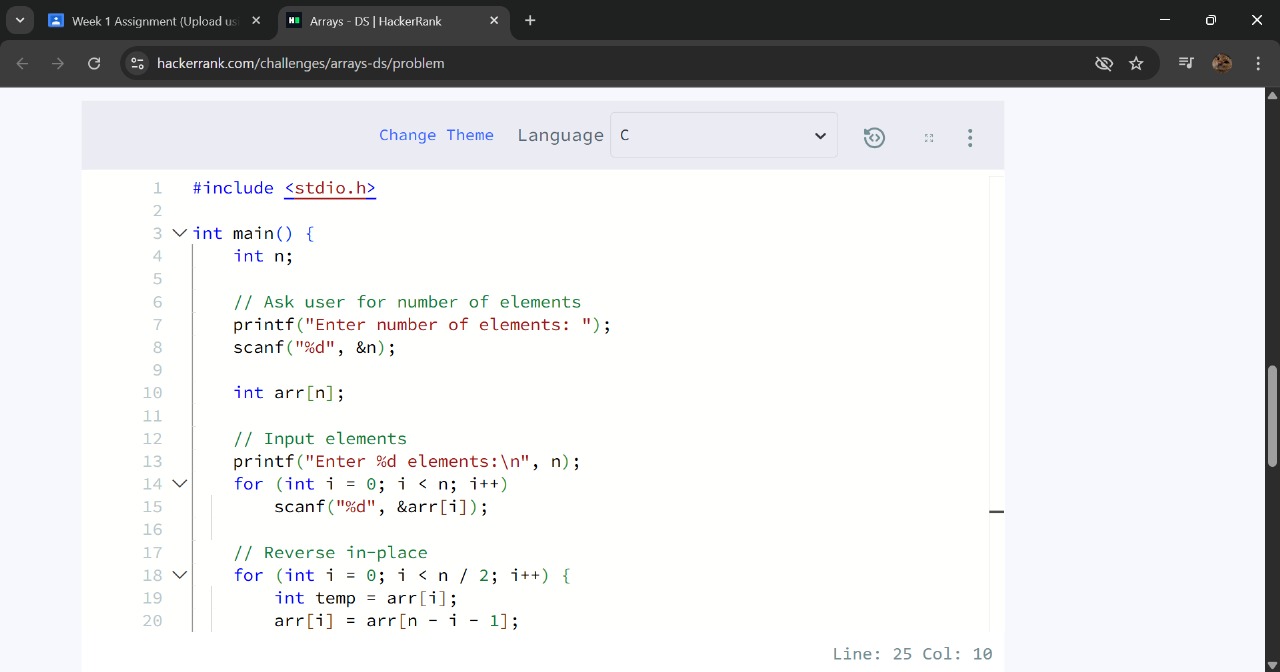 Week 1 Assignment (Upload us
Arrays - DS | HackerRank
hackerrank.com/challenges/arrays-ds/problem
Change Theme Language C
1 #include <stdio.h>
2
3 int main() {
4 int n;
5
6 // Ask user for number of elements
7 printf("Enter number of elements: ");
8 scanf("%d", &n);
9
10 int arr[n];
11
12 // Input elements
13 printf("Enter %d elements:\n", n);
14 for (int i = 0; i < n; i++)
15 scanf("%d", &arr[i]);
16
17 // Reverse in-place
18 for (int i = 0; i < n / 2; i++) {
19 int temp = arr[i];
20 arr[i] = arr[n - i - 1];
Line: 25 Col: 10